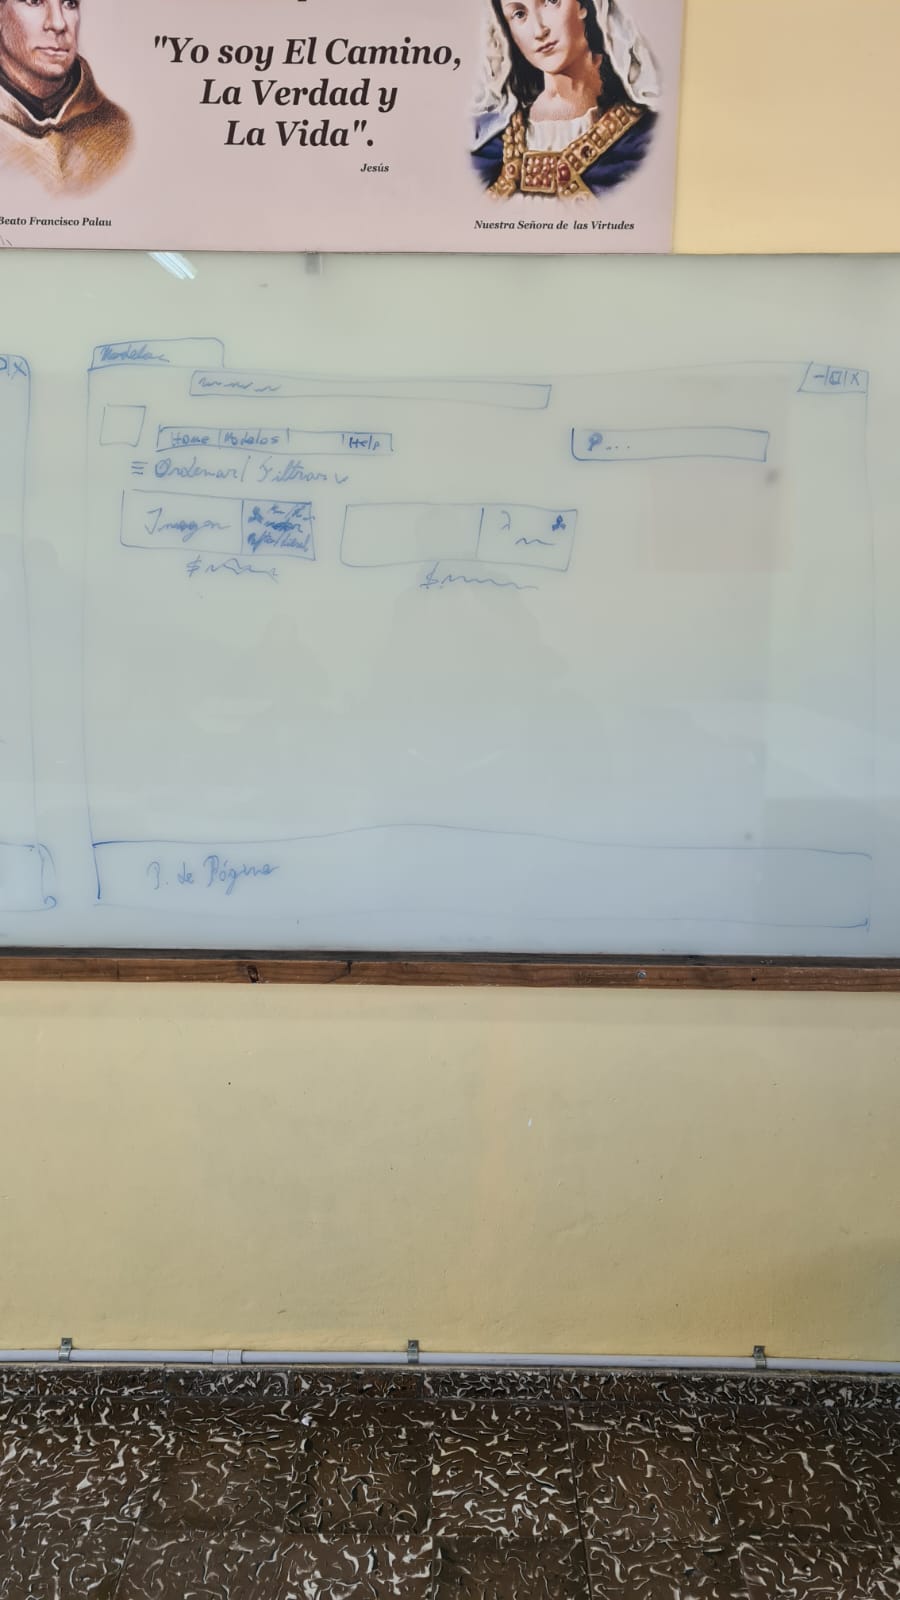 "Yo soy El Camino,
La Verdad y
La Vida".
Jesús
Beato Francisco Palau
Nuestra Señora de las Virtudes
Modelos
Home | Modelos | Help
Ordenar/ Filtrar
Imagen
$
$
P. de Página